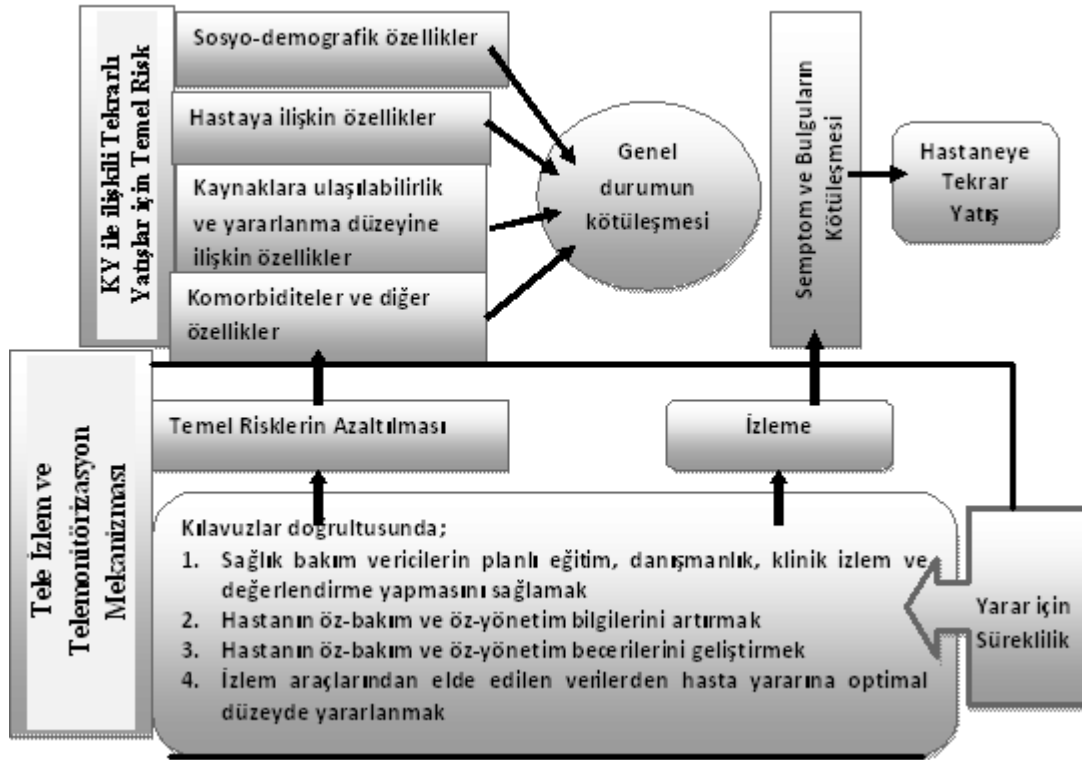 KY ile ilişkili Tekrarlı
Yatışlar için Temel Risk
Sosyo-demografik özellikler
Hastaya ilişkin özellikler
Kaynaklara ulaşılabilirlik
ve yararlanma düzeyine
ilişkin özellikler
Komorbiditeler ve diğer
özellikler
Genel
durumun
kötüleşmesi
Semptom ve Bulguların
Kötüleşmesi
Hastaneye
Tekrar
Yatış
Tele İzlem ve
Telemonitörizasyon
Mekanizması
Temel Risklerin Azaltılması
İzleme
Kılavuzlar doğrultusunda;
1. Sağlık bakım vericilerin planlı eğitim, danışmanlık, klinik izlem ve
değerlendirme yapmasını sağlamak
2. Hastanın öz-bakım ve öz-yönetim bilgilerini artırmak
3. Hastanın öz-bakım ve öz-yönetim becerilerini geliştirmek
4. İzlem araçlarından elde edilen verilerden hasta yararına optimal
düzeyde yararlanmak
Yarar için
Süreklilik